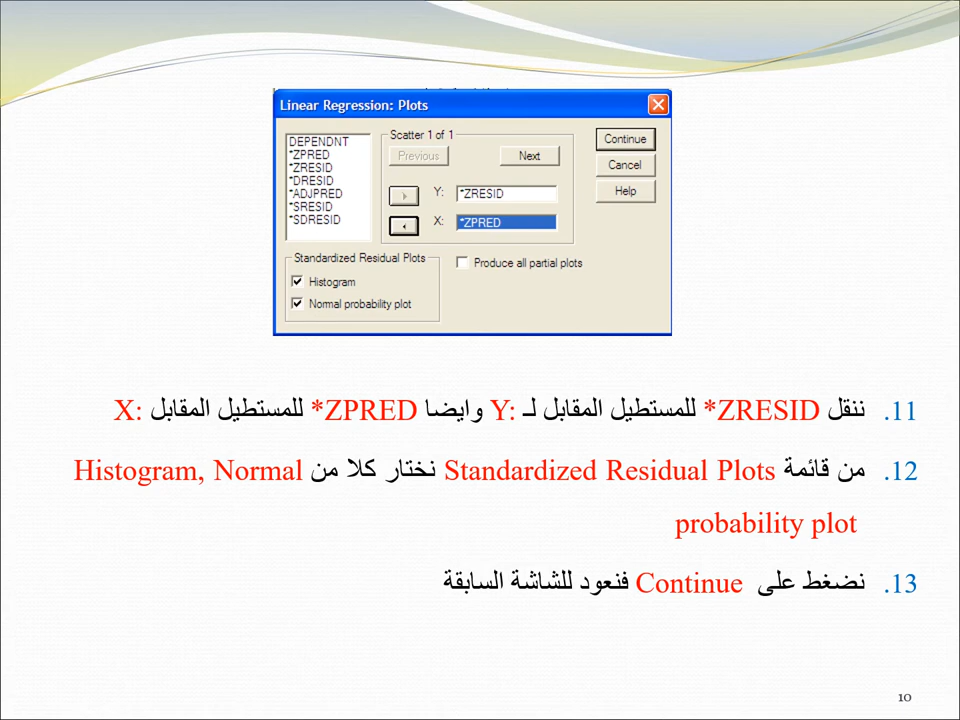 Linear Regression: Plots
DEPENDNT
*ZPRED
*ZRESID
*DRESID
*ADJPRED
*SRESID
*SDRESID
Scatter 1 of 1
Previous
Next
Y: *ZRESID
X: *ZPRED
Continue
Cancel
Help
Standardized Residual Plots
Histogram
Normal probability plot
Produce all partial plots
11. ننقل ZRESID* للمستطيل المقابل لـ Y: وايضا ZPRED* للمستطيل المقابل X:
12. من قائمة Standardized Residual Plots نختار كلا من Histogram, Normal
probability plot
13. نضغط على Continue فنعود للشاشة السابقة
10